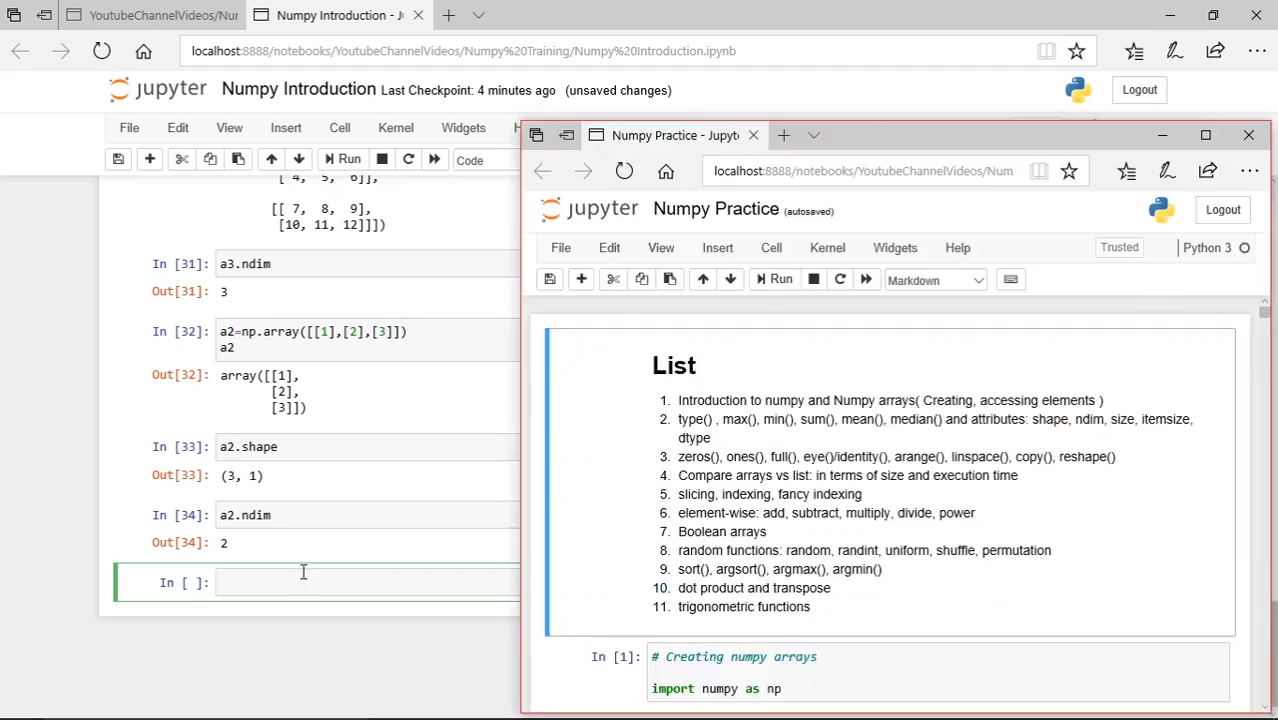 YoutubeChannelVideos/Nur
Numpy Introduction - J
localhost:8888/notebooks/YoutubeChannelVideos/Numpy%20Training/Numpy%20Introduction.ipynb
jupyter Numpy Introduction Last Checkpoint: 4 minutes ago (unsaved changes)
Logout
File Edit View Insert Cell Kernel Widgets H
Run
Code
[ 4, 5, 6]],
[[ 7, 8, 9],
[10, 11, 12]]])
In [31]: a3.ndim
Out[31]: 3
In [32]: a2=np.array([[1],[2],[3]])
a2
Out[32]: array([[1],
[2],
[3]])
In [33]: a2.shape
Out[33]: (3, 1)
In [34]: a2.ndim
Out[34]: 2
In [ ]:
Numpy Practice - Jupyte
localhost:8888/notebooks/YoutubeChannelVideos/Num
jupyter Numpy Practice (autosaved)
Logout
File Edit View Insert Cell Kernel Widgets Help
Trusted
Python 3
Run
Markdown
List
1. Introduction to numpy and Numpy arrays( Creating, accessing elements )
2. type() , max(), min(), sum(), mean(), median() and attributes: shape, ndim, size, itemsize,
dtype
3. zeros(), ones(), full(), eye()/identity(), arange(), linspace(), copy(), reshape()
4. Compare arrays vs list: in terms of size and execution time
5. slicing, indexing, fancy indexing
6. element-wise: add, subtract, multiply, divide, power
7. Boolean arrays
8. random functions: random, randint, uniform, shuffle, permutation
9. sort(), argsort(), argmax(), argmin()
10. dot product and transpose
11. trigonometric functions
In [1]: # Creating numpy arrays
import numpy as np